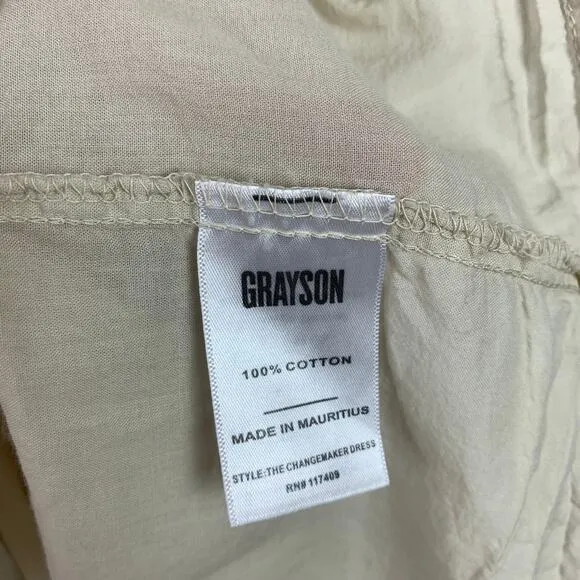 GRAYSON
100% COTTON
MADE IN MAURITIUS
STYLE:THE CHANGEMAKER DRESS
RN# 117409